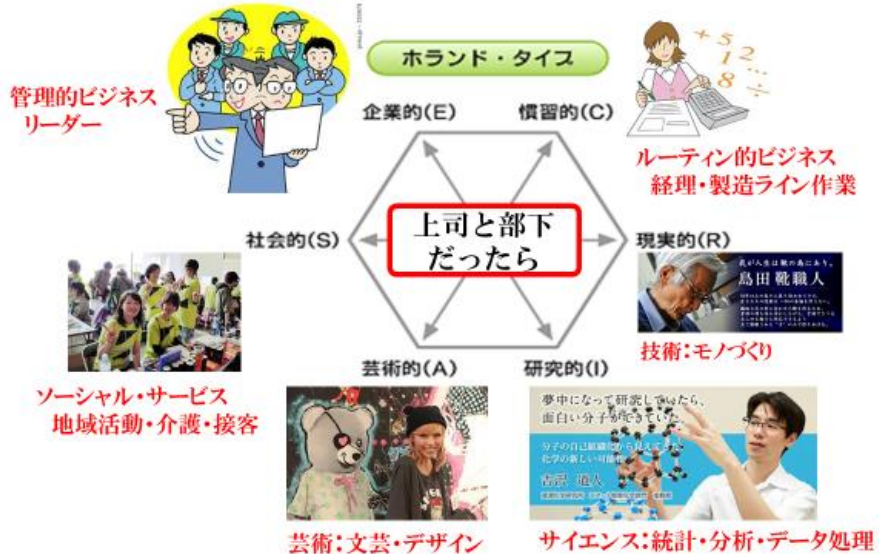 ホランド・タイプ
管理的ビジネス
リーダー
企業的(E)
慣習的(C)
ルーティン的ビジネス
経理・製造ライン作業
社会的(S)
上司と部下
だったら
現実的(R)
島田 靴職人
技術:モノづくり
芸術的(A)
研究的(I)
ソーシャル・サービス
地域活動・介護・接客
夢中になって研究していたら、
面白い分子ができていた
化学の新しい可能性
芸術:文芸・デザイン
サイエンス:統計・分析・データ処理